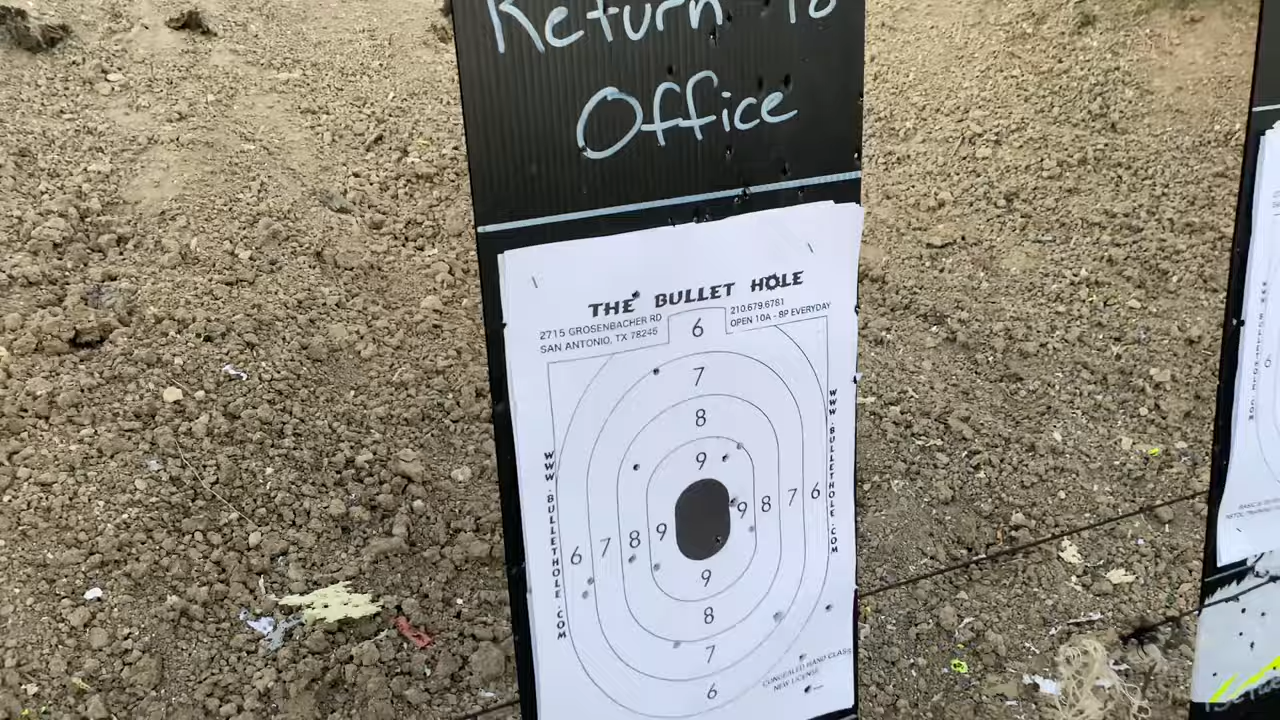 Return To
Office
THE BULLET HOLE
2715 GROSENBACHER RD
SAN ANTONIO, TX 78245
210.679.6781
OPEN 10A - 8P EVERYDAY
6
7
8
9
WWW.BULLETHOLE.COM
WWW.BULLETHOLE.COM
6 7 8 9 9 8 7 6
9
8
7
6
CONCEALED HAND CLASS
NEW LICENSE
6